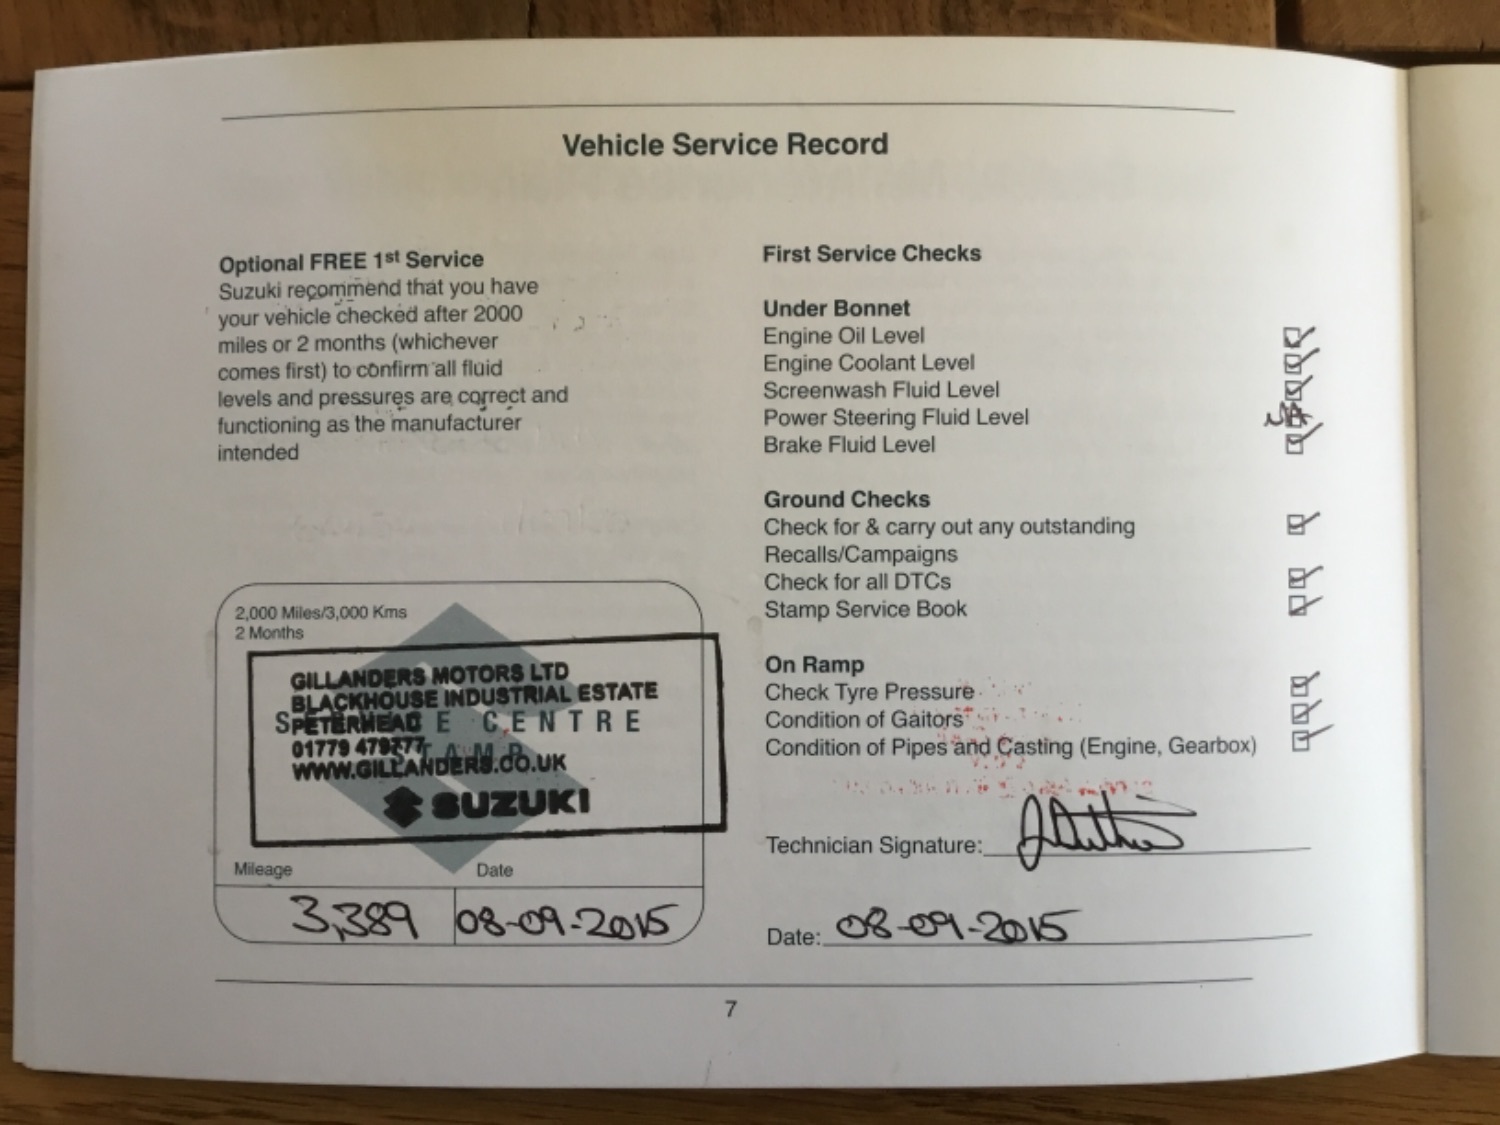 Vehicle Service Record
Optional FREE 1st Service
Suzuki recommend that you have
your vehicle checked after 2000
miles or 2 months (whichever
comes first) to confirm all fluid
levels and pressures are correct and
functioning as the manufacturer
intended
2,000 Miles/3,000 Kms
2 Months
GILLANDERS MOTORS LTD
BLACKHOUSE INDUSTRIAL ESTATE
PETERHEAD
CENTRE
01779
WWW.GILLANDERS.CO.UK
SUZUKI
Mileage Date
3,389 08-09-2015
First Service Checks
Under Bonnet
Engine Oil Level
Engine Coolant Level
Screenwash Fluid Level
Power Steering Fluid Level
Brake Fluid Level
Ground Checks
Check for & carry out any outstanding
Recalls/Campaigns
Check for all DTCs
Stamp Service Book
On Ramp
Check Tyre Pressure
Condition of Gaitors
Condition of Pipes and Casting (Engine, Gearbox)
Technician Signature:
Date: 08-09-2015
7